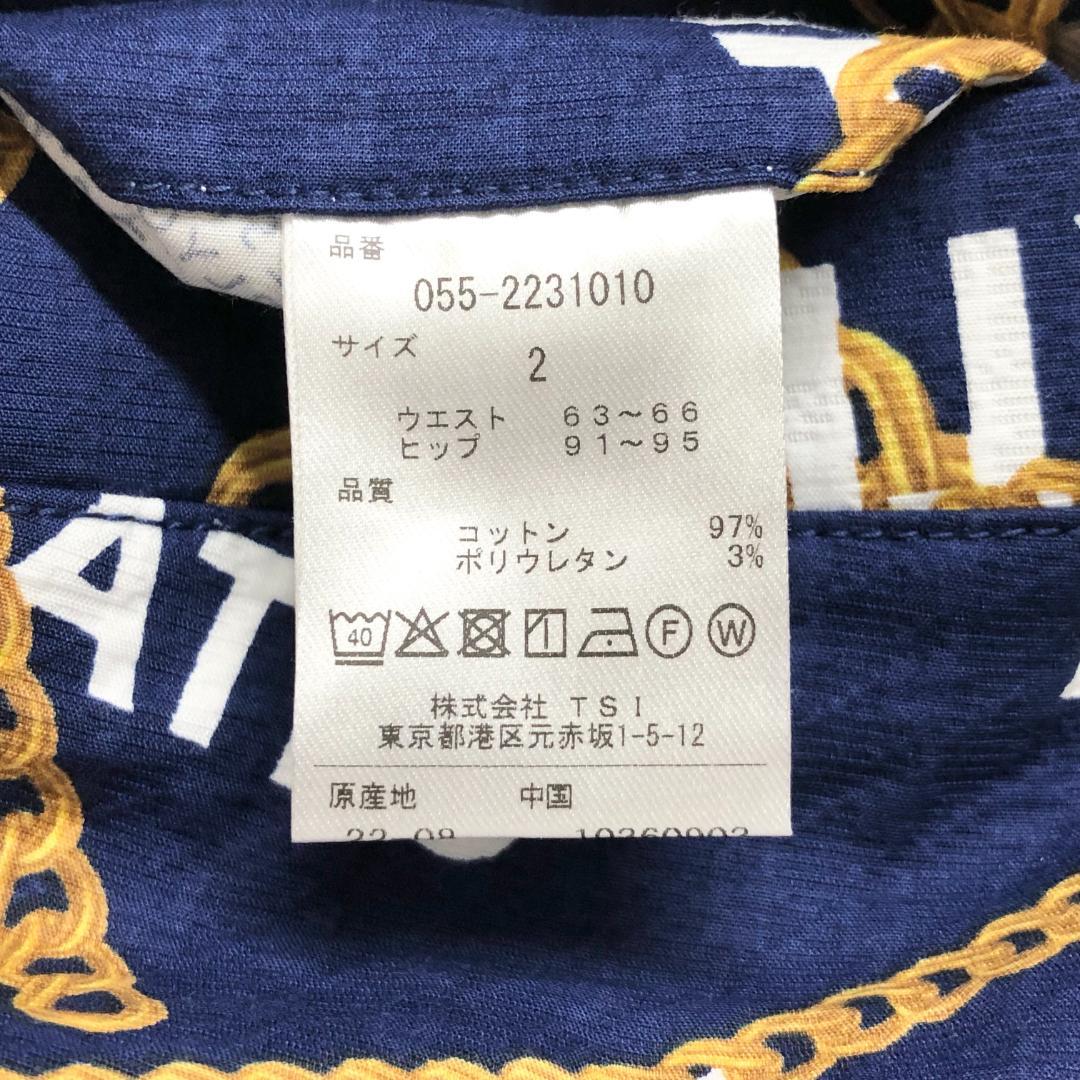 品番
055-2231010
サイズ 2
ウエスト 63~66
ヒップ 91~95
品質
コットン 97%
ポリウレタン 3%
40 F W
株式会社 TSI
東京都港区元赤坂1-5-12
原産地 中国
AT